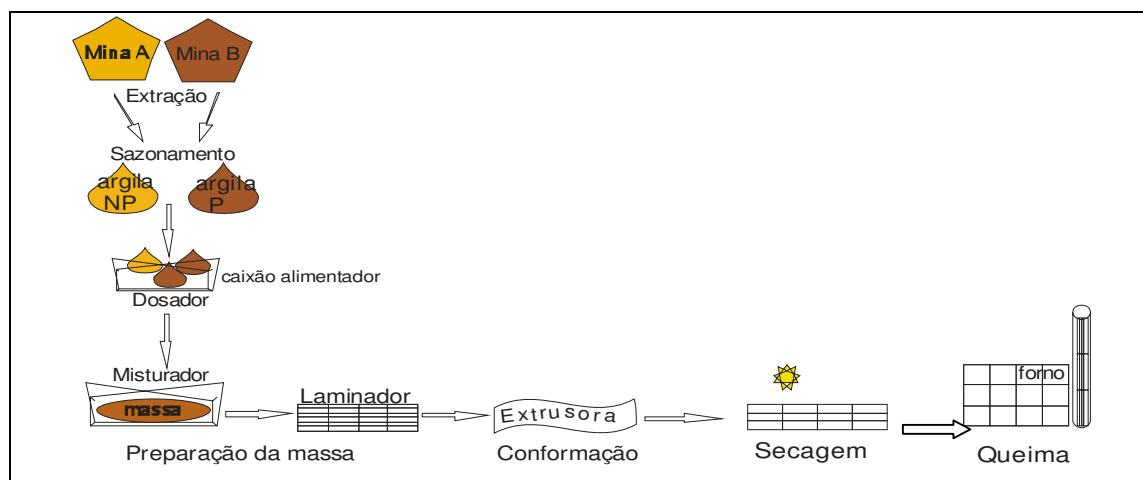 Mina A
Mina B
Extração
Sazonamento
argila
NP
argila
P
caixão alimentador
Dosador
Misturador
massa
Laminador
Extrusora
forno
Preparação da massa
Conformação
Secagem
Queima